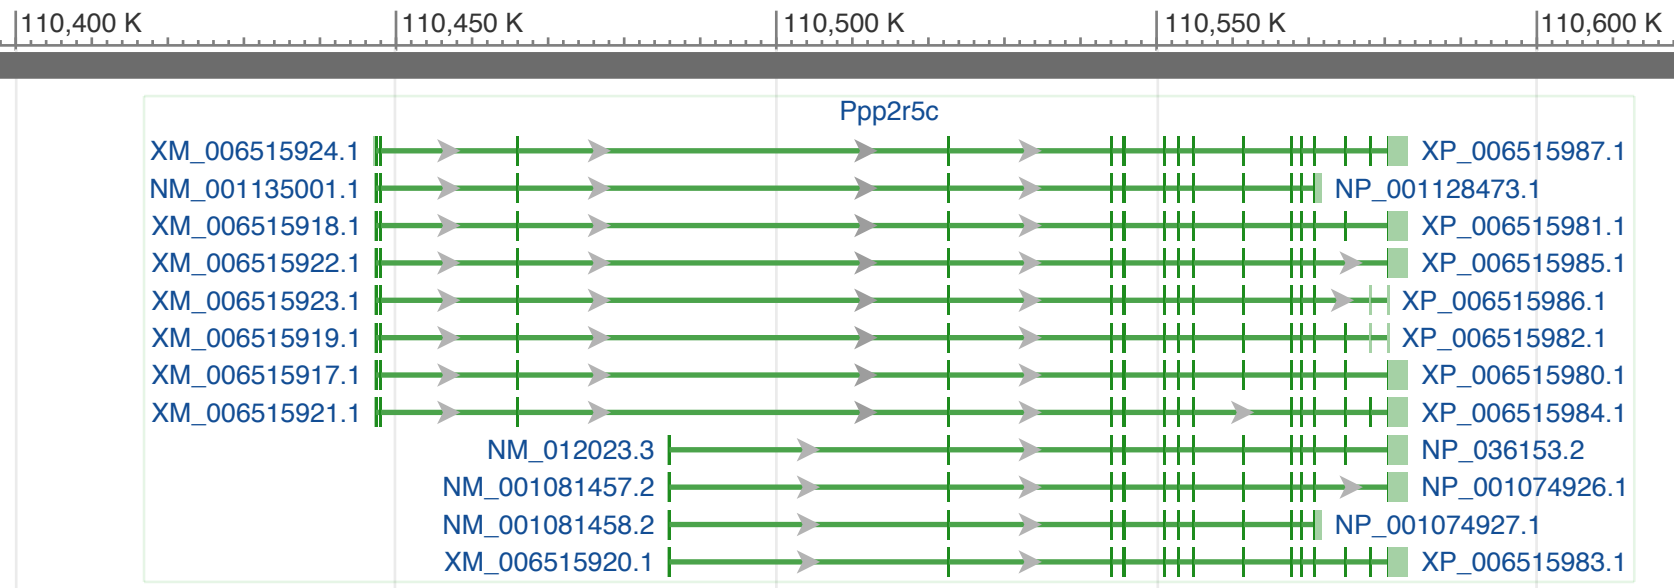 110,400 K 110,450 K 110,500 K 110,550 K 110,600 K
Ppp2r5c
XM_006515924.1 XP_006515987.1
NM_001135001.1 NP_001128473.1
XM_006515918.1 XP_006515981.1
XM_006515922.1 XP_006515985.1
XM_006515923.1 XP_006515986.1
XM_006515919.1 XP_006515982.1
XM_006515917.1 XP_006515980.1
XM_006515921.1 XP_006515984.1
NM_012023.3 NP_036153.2
NM_001081457.2 NP_001074926.1
NM_001081458.2 NP_001074927.1
XM_006515920.1 XP_006515983.1